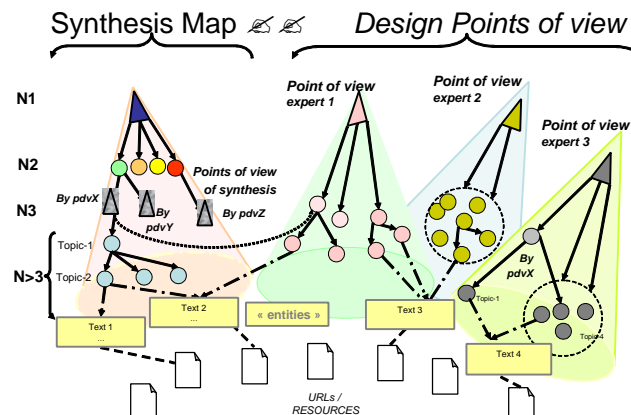 Synthesis Map ✍ ✍
Design Points of view
N1
Point of view
expert 1
Point of view
expert 2
Point of view
expert 3
N2
Points of view
of synthesis
N3
By pdvX
By
pdvY
By pdvZ
By
pdvX
Topic-1
N>3
Topic-2
Topic-1
Topic-4
Text 1
...
Text 2
...
« entities »
Text 3
Text 4
URLs /
RESOURCES